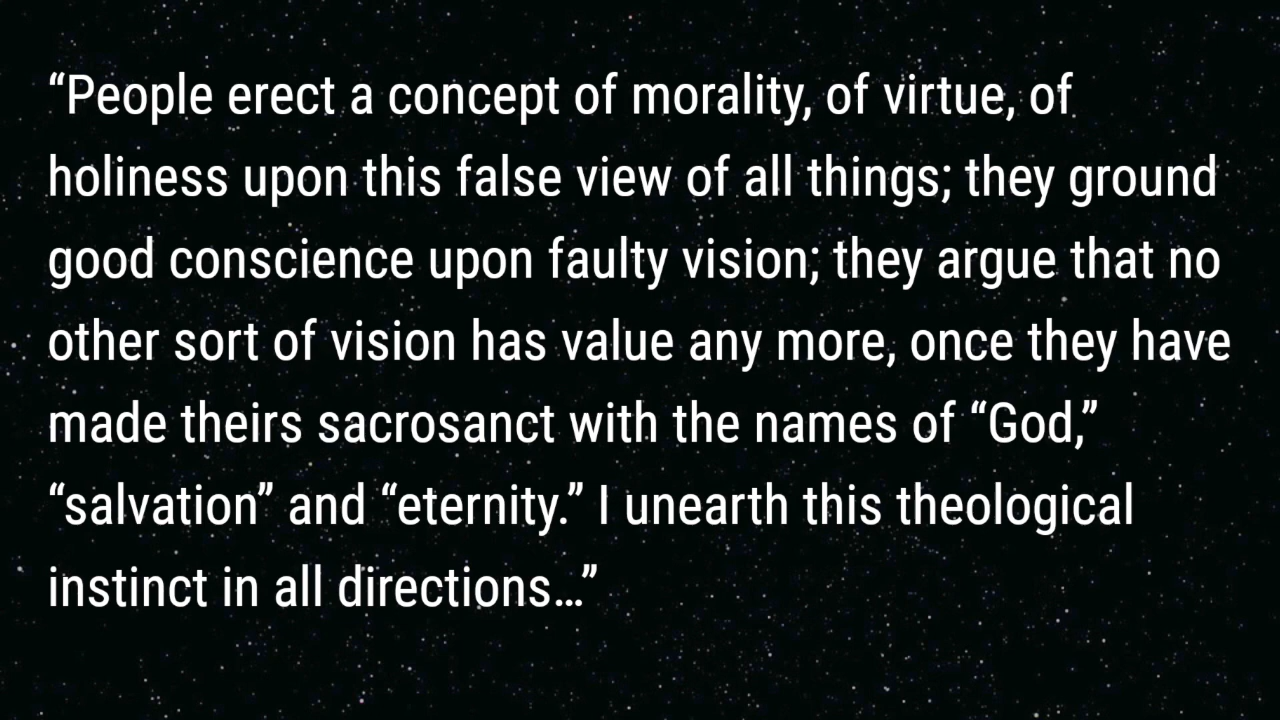 “People erect a concept of morality, of virtue, of
holiness upon this false view of all things; they ground
good conscience upon faulty vision; they argue that no
other sort of vision has value any more, once they have
made theirs sacrosanct with the names of “God,”
“salvation” and “eternity.” I unearth this theological
instinct in all directions…”